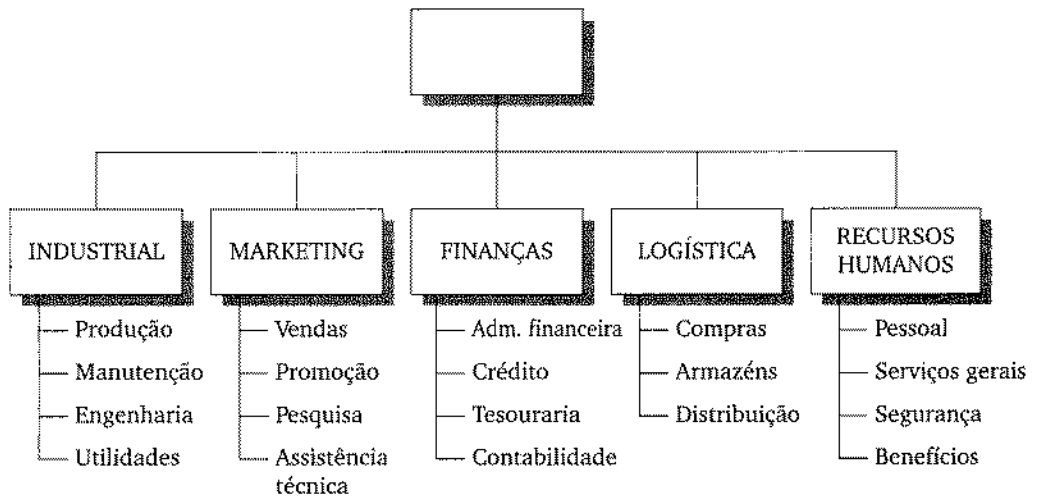 INDUSTRIAL
Produção
Manutenção
Engenharia
Utilidades
MARKETING
Vendas
Promoção
Pesquisa
Assistência
técnica
FINANÇAS
Adm. financeira
Crédito
Tesouraria
Contabilidade
LOGÍSTICA
Compras
Armazéns
Distribuição
RECURSOS
HUMANOS
Pessoal
Serviços gerais
Segurança
Benefícios